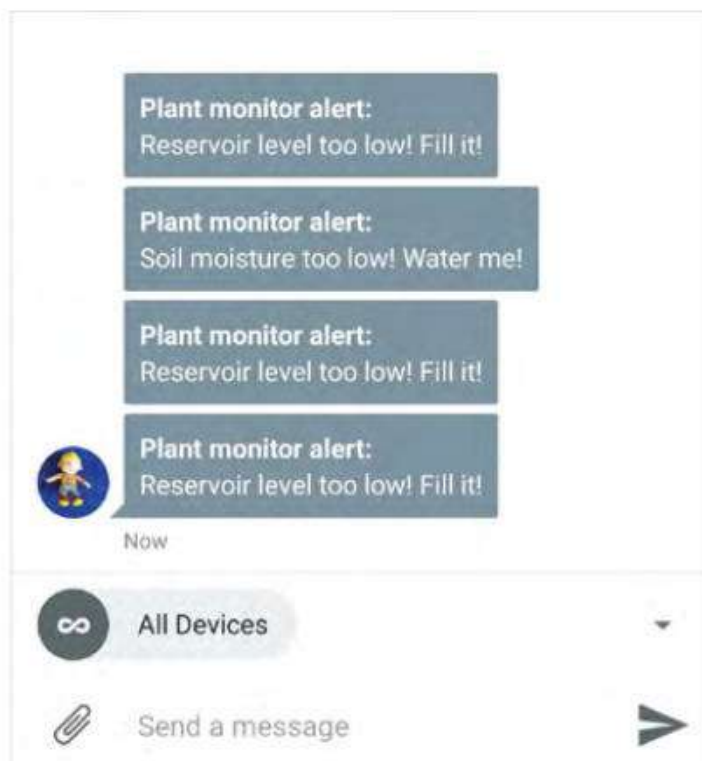 Plant monitor alert:
Reservoir level too low! Fill it!
Plant monitor alert:
Soil moisture too low! Water me!
Plant monitor alert:
Reservoir level too low! Fill it!
Plant monitor alert:
Reservoir level too low! Fill it!
Now
All Devices
Send a message